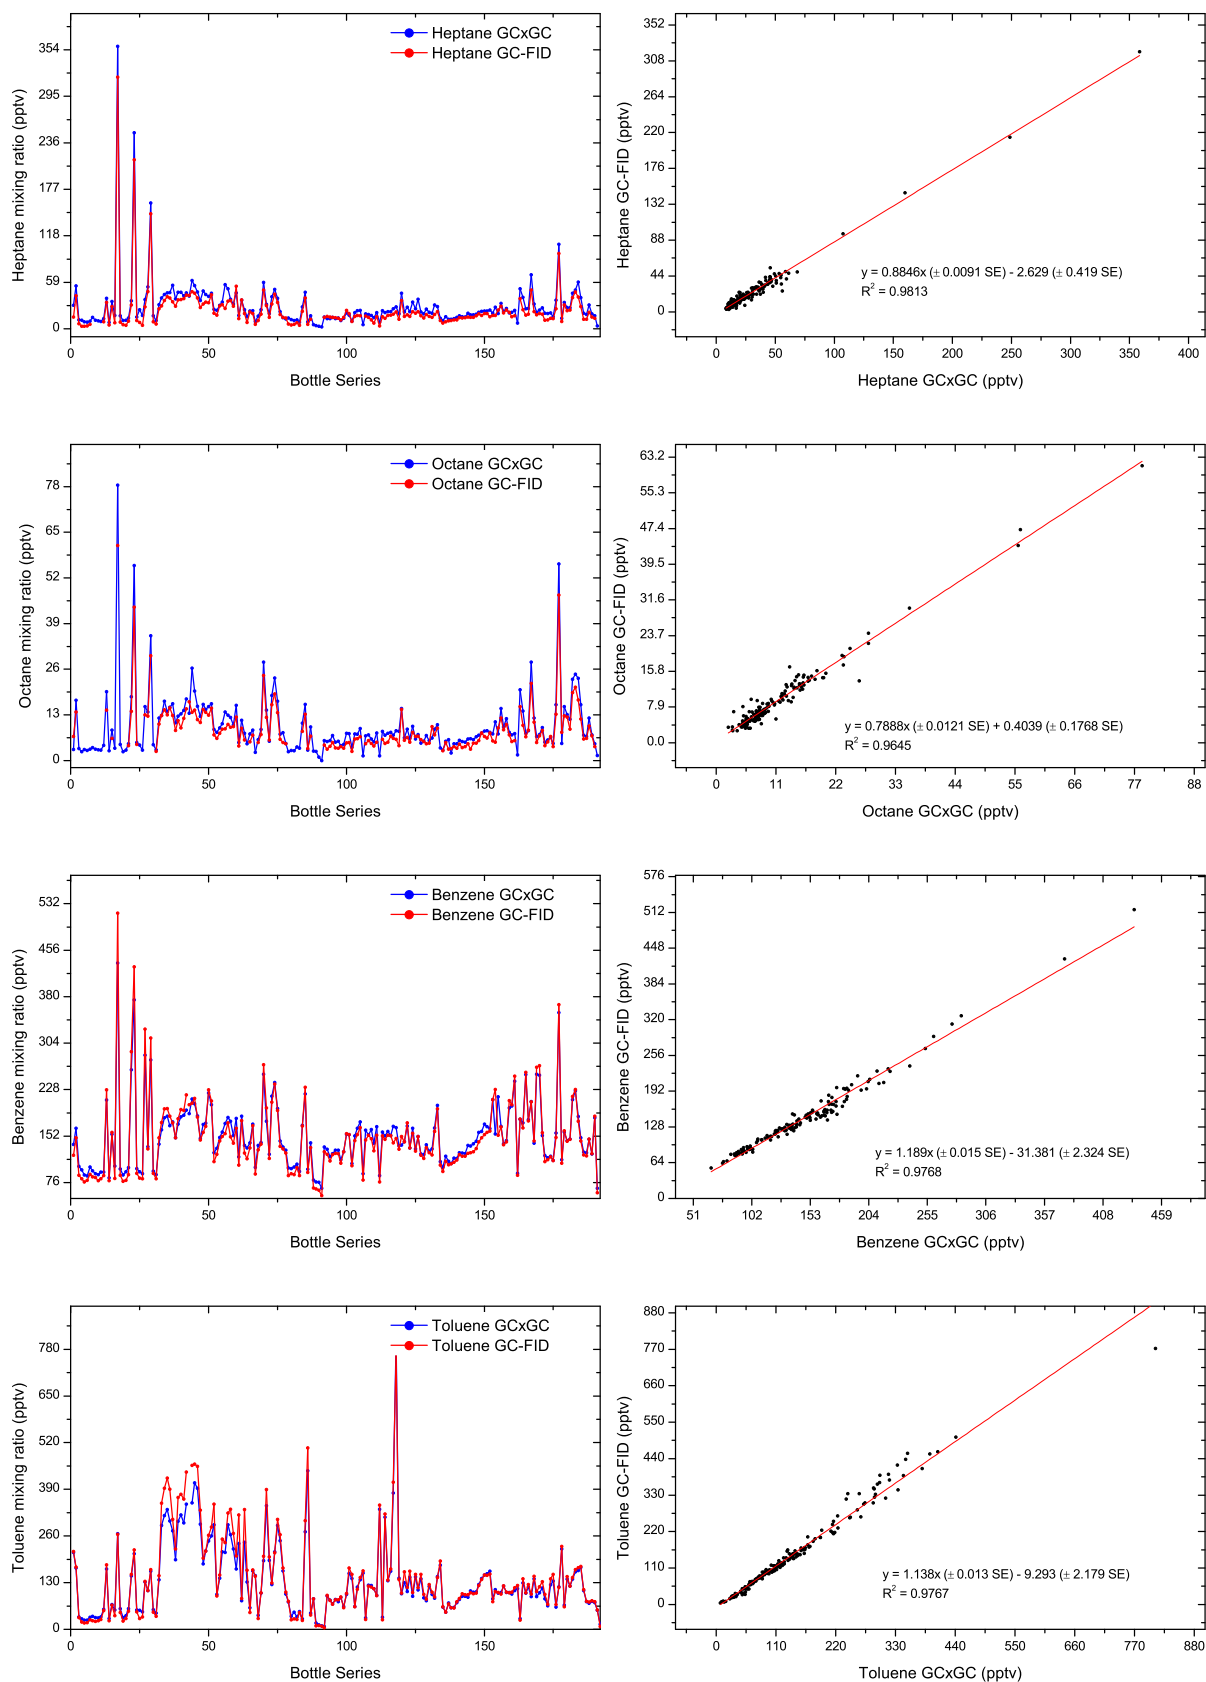 Heptane GCxGC
Heptane GC-FID
Heptane mixing ratio (pptv)
354
295
236
177
118
59
0
0 50 100 150
Bottle Series
Heptane GC-FID (pptv)
352
308
264
220
176
132
88
44
0
y = 0.8846x (± 0.0091 SE) - 2.629 (± 0.419 SE)
R² = 0.9813
0 50 100 150 200 250 300 350 400
Heptane GCxGC (pptv)
Octane GCxGC
Octane GC-FID
Octane mixing ratio (pptv)
78
65
52
39
26
13
0
0 50 100 150
Bottle Series
Octane GC-FID (pptv)
63.2
55.3
47.4
39.5
31.6
23.7
15.8
7.9
0.0
y = 0.7888x (± 0.0121 SE) + 0.4039 (± 0.1768 SE)
R² = 0.9645
0 11 22 33 44 55 66 77 88
Octane GCxGC (pptv)
Benzene GCxGC
Benzene GC-FID
Benzene mixing ratio (pptv)
532
456
380
304
228
152
76
0 50 100 150
Bottle Series
Benzene GC-FID (pptv)
576
512
448
384
320
256
192
128
64
0
y = 1.189x (± 0.015 SE) - 31.381 (± 2.324 SE)
R² = 0.9768
51 102 153 204 255 306 357 408 459
Benzene GCxGC (pptv)
Toluene GCxGC
Toluene GC-FID
Toluene mixing ratio (pptv)
780
650
520
390
260
130
0
0 50 100 150
Bottle Series
Toluene GC-FID (pptv)
880
770
660
550
440
330
220
110
0
y = 1.138x (± 0.013 SE) - 9.293 (± 2.179 SE)
R² = 0.9767
0 110 220 330 440 550 660 770 880
Toluene GCxGC (pptv)